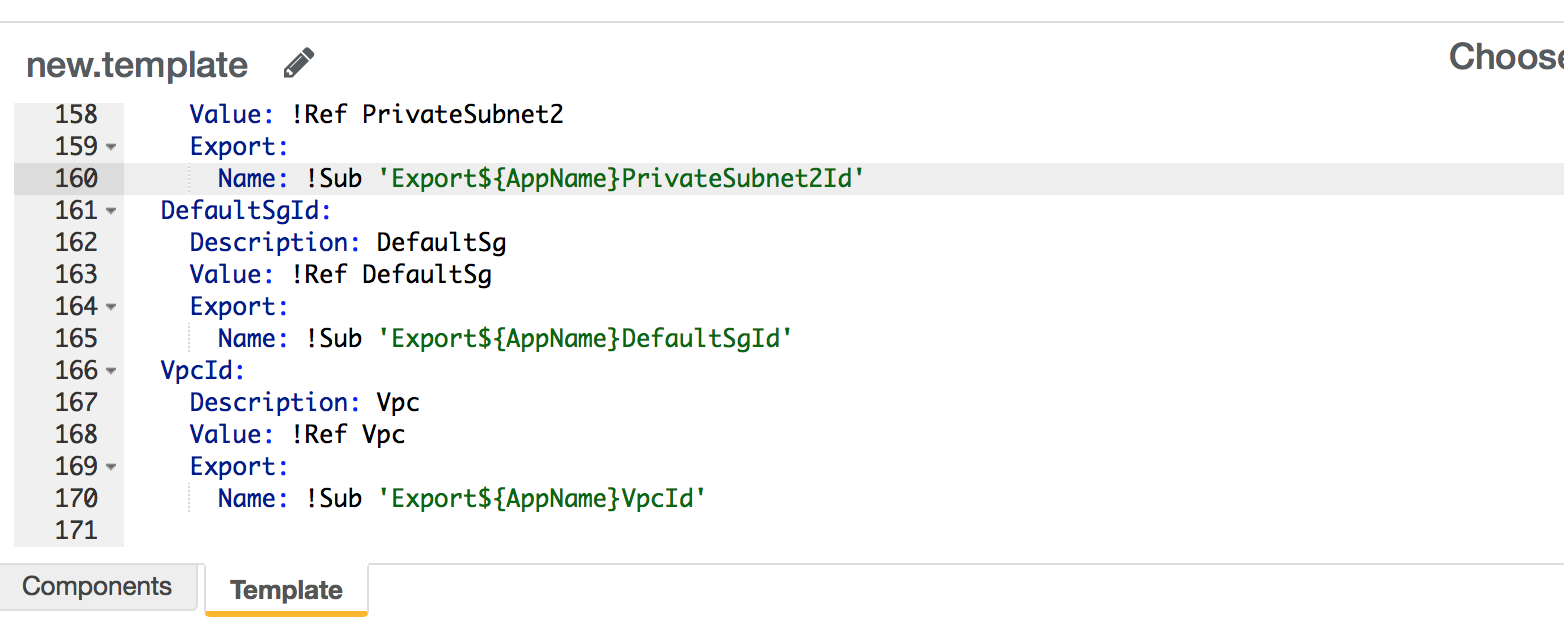 new.template
Choose
158 Value: !Ref PrivateSubnet2
159 Export:
160 Name: !Sub 'Export${AppName}PrivateSubnet2Id'
161 DefaultSgId:
162 Description: DefaultSg
163 Value: !Ref DefaultSg
164 Export:
165 Name: !Sub 'Export${AppName}DefaultSgId'
166 VpcId:
167 Description: Vpc
168 Value: !Ref Vpc
169 Export:
170 Name: !Sub 'Export${AppName}VpcId'
171
Components
Template